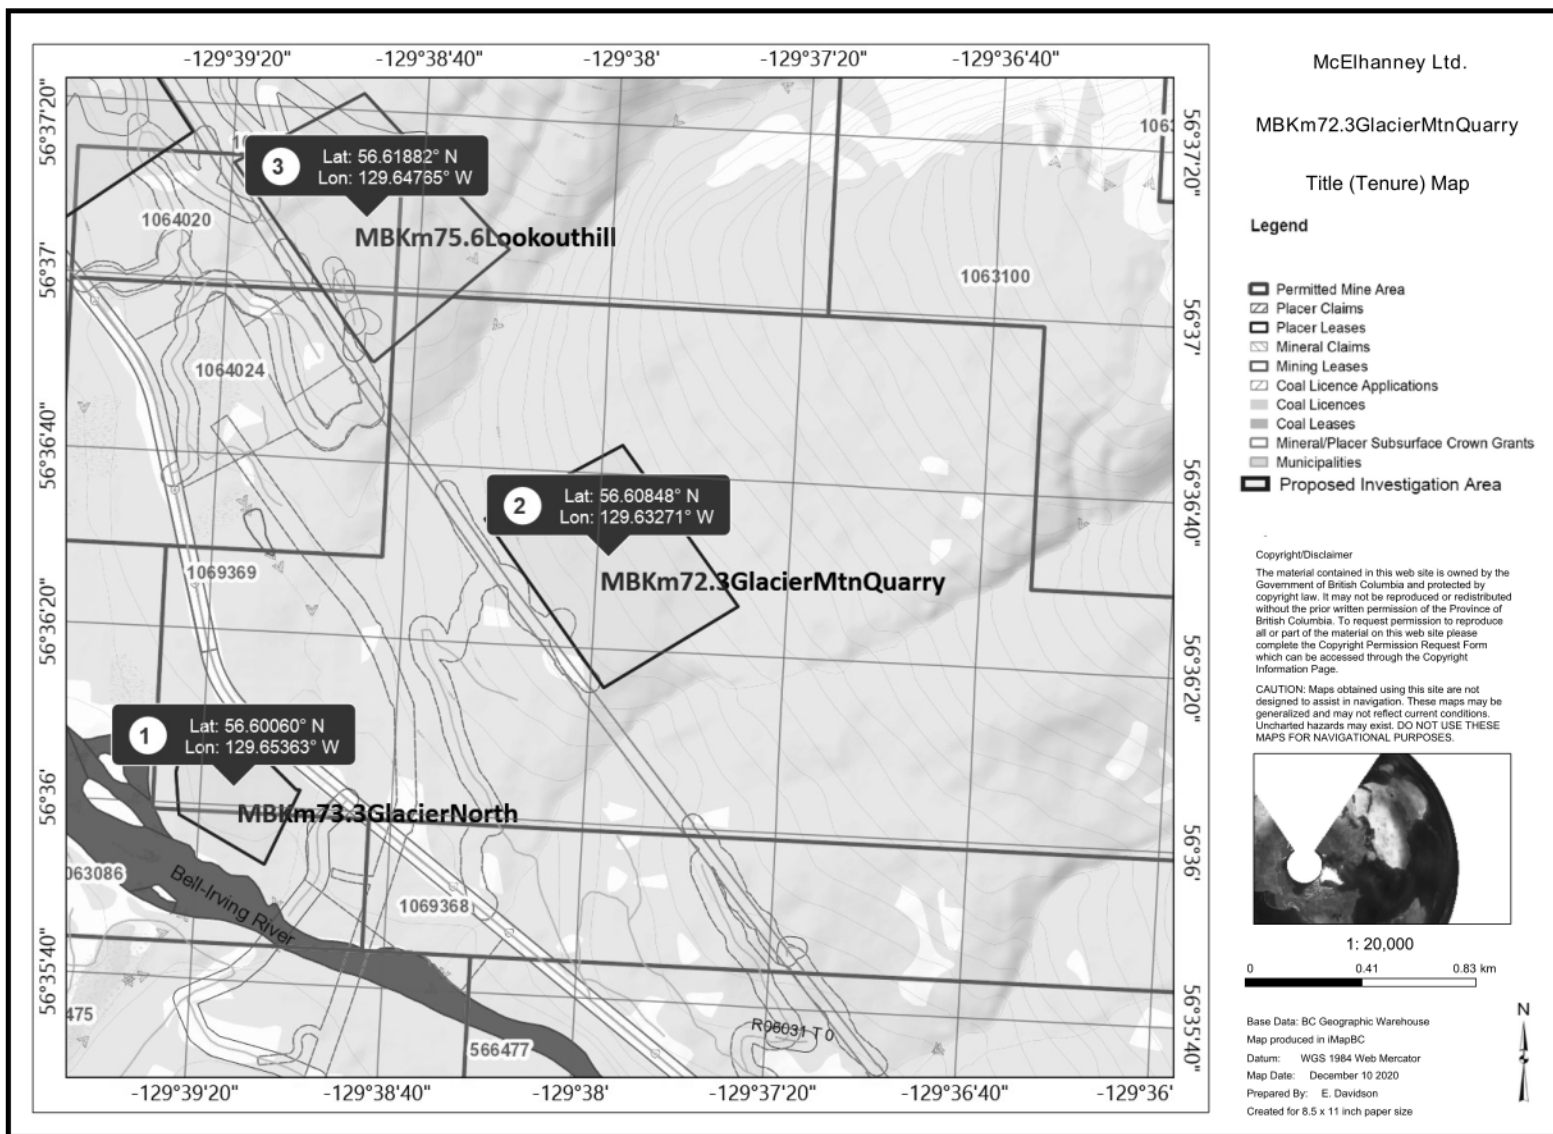 -129°39'20"
-129°38'40"
-129°38'
-129°37'20"
-129°36'40"
56°37'20"
56°37'
56°36'40"
56°36'20"
56°36'
56°35'40"
3
Lat: 56.61882° N
Lon: 129.64765° W
MBKm75.6Lookouthill
1064020
1063100
1064024
2
Lat: 56.60848° N
Lon: 129.63271° W
MBKm72.3GlacierMtnQuarry
1069369
1
Lat: 56.60060° N
Lon: 129.65363° W
MBKm73.3GlacierNorth
063086
Bell-Irving River
1069368
475
566477
R06031 T 0
106
56°37'20"
56°37'
56°36'40"
56°36'20"
56°36'
56°35'40"
-129°39'20"
-129°38'40"
-129°38'
-129°37'20"
-129°36'40"
-129°36'
McElhanney Ltd.
MBKm72.3GlacierMtnQuarry
Title (Tenure) Map
Legend
Permitted Mine Area
Placer Claims
Placer Leases
Mineral Claims
Mining Leases
Coal Licence Applications
Coal Licences
Coal Leases
Mineral/Placer Subsurface Crown Grants
Municipalities
Proposed Investigation Area
Copyright/Disclaimer
The material contained in this web site is owned by the
Government of British Columbia and protected by
copyright law. It may not be reproduced or redistributed
without the prior written permission of the Province of
British Columbia. To request permission to reproduce
all or part of the material on this web site please
complete the Copyright Permission Request Form
which can be accessed through the Copyright
Information Page.
CAUTION: Maps obtained using this site are not
designed to assist in navigation. These maps may be
generalized and may not reflect current conditions.
Uncharted hazards may exist. DO NOT USE THESE
MAPS FOR NAVIGATIONAL PURPOSES.
1: 20,000
0 0.41 0.83 km
N
Base Data: BC Geographic Warehouse
Map produced in iMapBC
Datum: WGS 1984 Web Mercator
Map Date: December 10 2020
Prepared By: E. Davidson
Created for 8.5 x 11 inch paper size